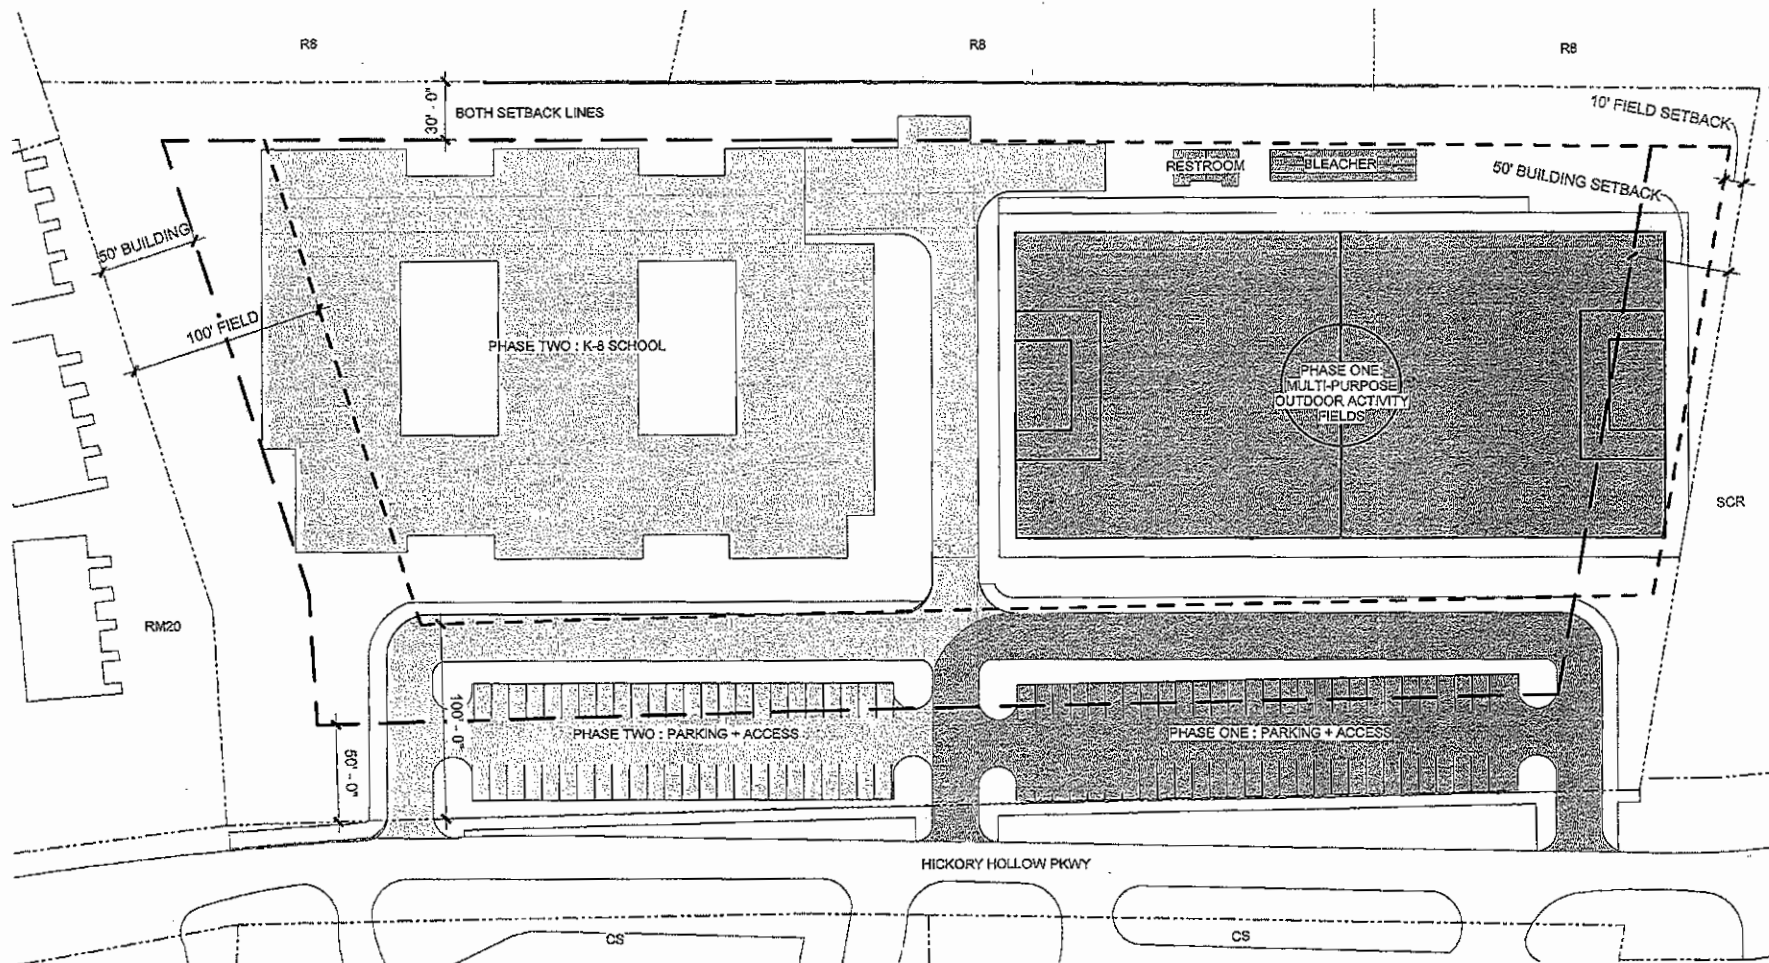 R8
R8
R8
30' - 0"
BOTH SETBACK LINES
10' FIELD SETBACK
RESTROOM
BLEACHER
50' BUILDING SETBACK
50' BUILDING
100' FIELD
PHASE TWO : K-8 SCHOOL
PHASE ONE:
MULTI-PURPOSE
OUTDOOR ACTIVITY
FIELDS
SCR
RM20
100' - 0"
50' - 0"
PHASE TWO : PARKING + ACCESS
PHASE ONE : PARKING + ACCESS
HICKORY HOLLOW PKWY
CS
CS